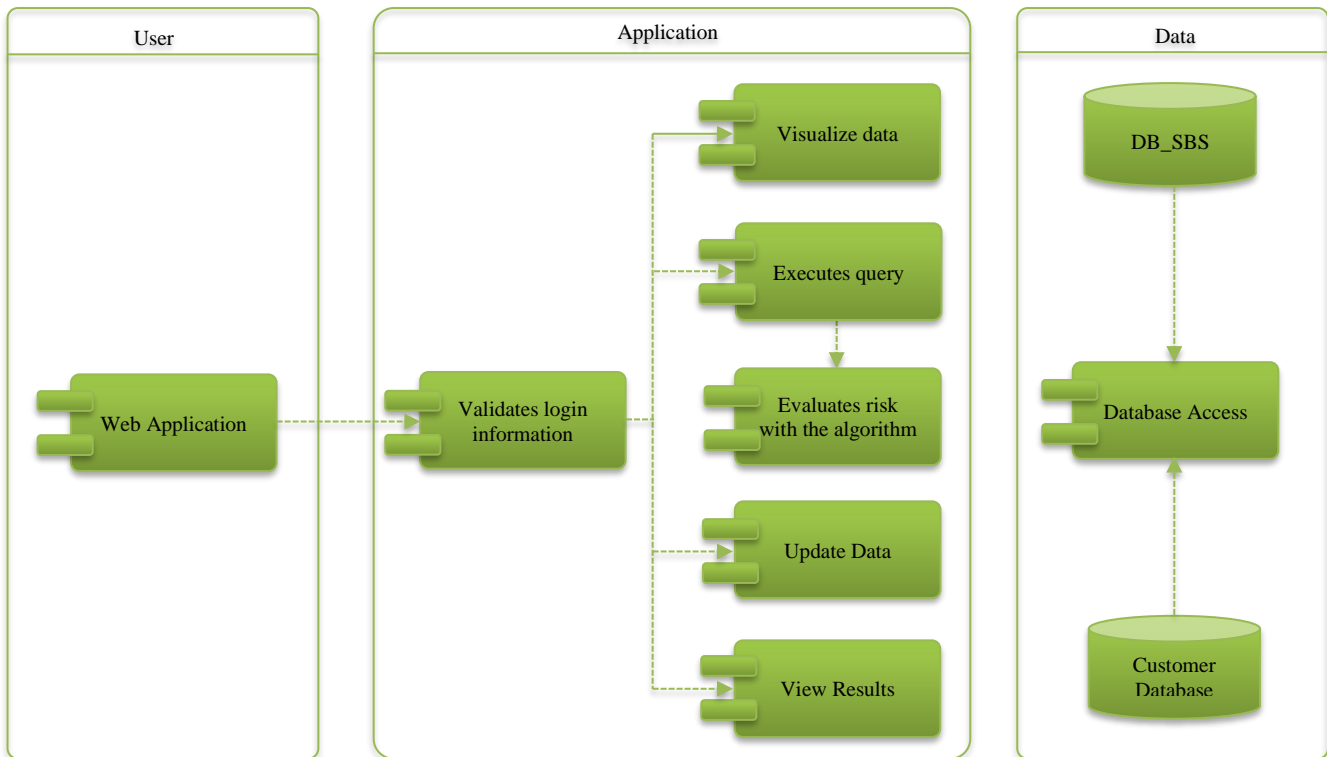 User
Application
Data
Visualize data
DB_SBS
Executes query
Web Application
Validates login
information
Evaluates risk
with the algorithm
Database Access
Update Data
View Results
Customer
Database